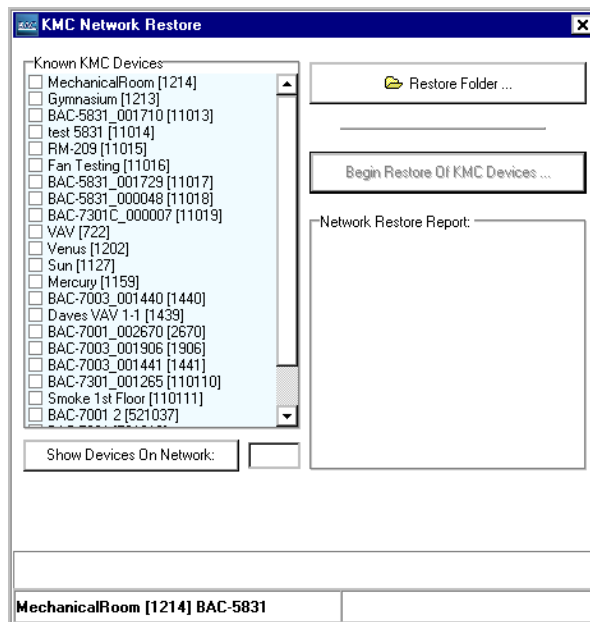 KMC Network Restore
Known KMC Devices
MechanicalRoom [1214]
Gymnasium [1213]
BAC-5831_001710 [11013]
test 5831 [11014]
RM-209 [11015]
Fan Testing [11016]
BAC-5831_001729 [11017]
BAC-5831_000048 [11018]
BAC-7301C_000007 [11019]
VAV [722]
Venus [1202]
Sun [1127]
Mercury [1159]
BAC-7003_001440 [1440]
Daves VAV 1-1 [1439]
BAC-7001_002670 [2670]
BAC-7003_001906 [1906]
BAC-7003_001441 [1441]
BAC-7301_001265 [110110]
Smoke 1st Floor [110111]
BAC-7001 2 [521037]
Show Devices On Network:
Restore Folder ...
Begin Restore Of KMC Devices ...
Network Restore Report:
MechanicalRoom [1214] BAC-5831